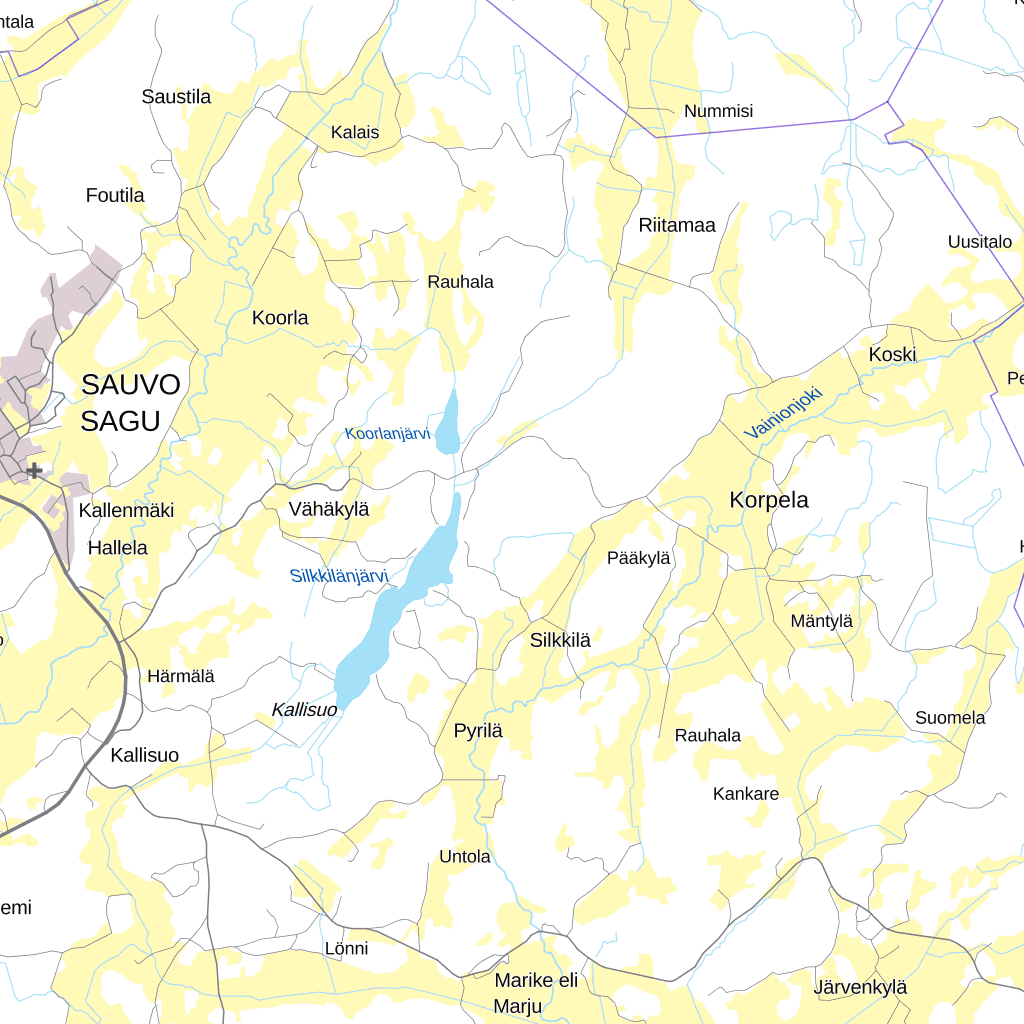 Saustila
Nummisi
Kalais
Foutila
Riitamaa
Uusitalo
Rauhala
Koorla
Koski
SAUVO
SAGU
Vainionjoki
Koorlanjärvi
Korpela
Kallenmäki
Vähäkylä
Hallela
Pääkylä
Silkkilänjärvi
Mäntylä
Silkkilä
Härmälä
Kallisuo
Suomela
Pyrilä
Rauhala
Kallisuo
Kankare
Untola
emi
Lönni
Marike eli
Marju
Järvenkylä